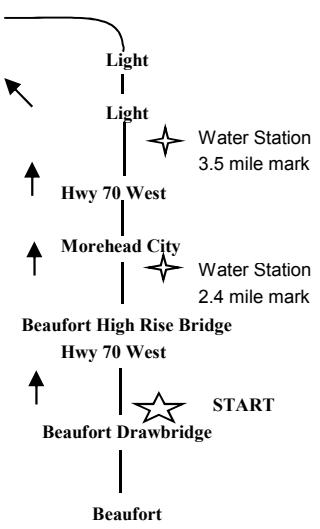 Light
Light
Water Station
3.5 mile mark
Hwy 70 West
Morehead City
Water Station
2.4 mile mark
Beaufort High Rise Bridge
Hwy 70 West
START
Beaufort Drawbridge
Beaufort